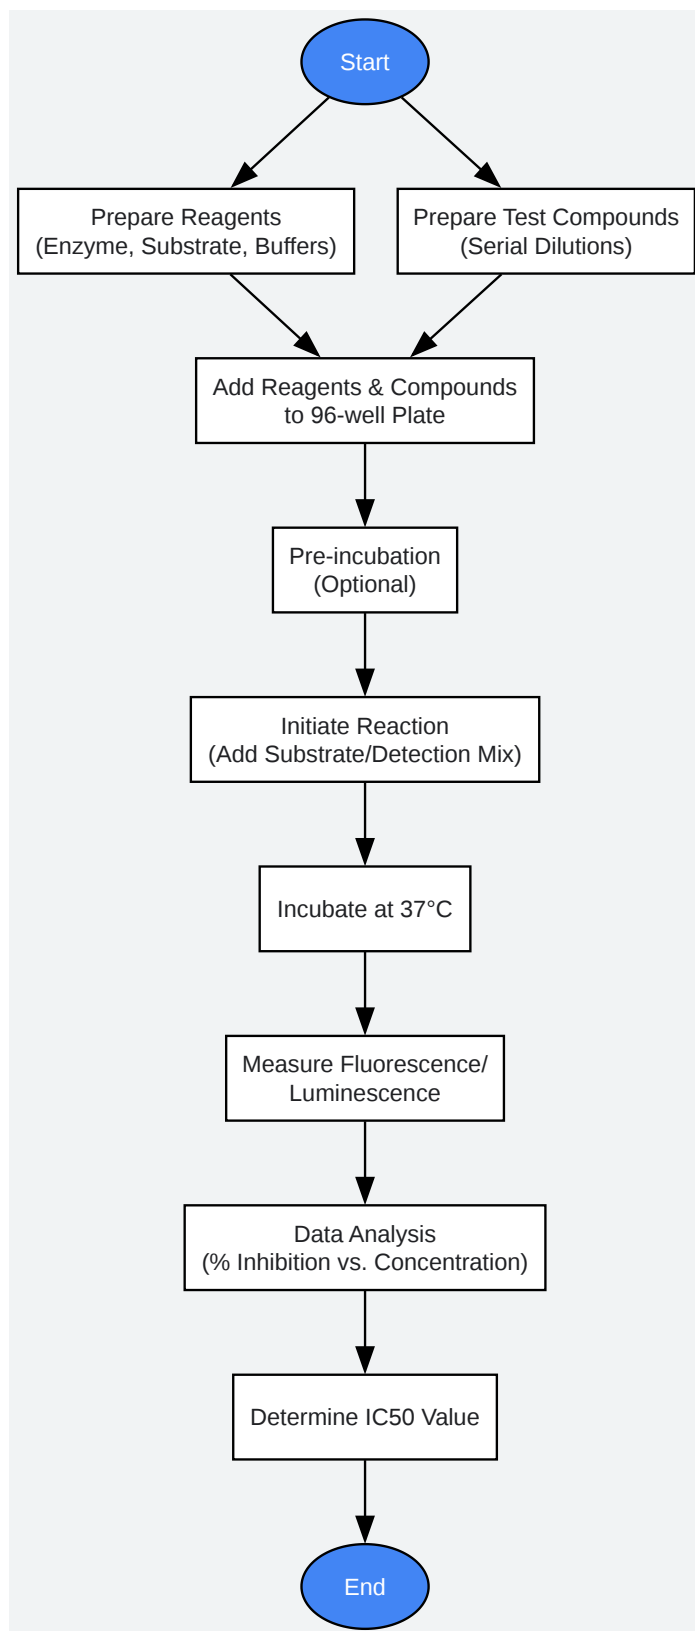 Start
Prepare Reagents
(Enzyme, Substrate, Buffers)
Prepare Test Compounds
(Serial Dilutions)
Add Reagents & Compounds
to 96-well Plate
Pre-incubation
(Optional)
Initiate Reaction
(Add Substrate/Detection Mix)
Incubate at 37°C
Measure Fluorescence/
Luminescence
Data Analysis
(% Inhibition vs. Concentration)
Determine IC50 Value
End